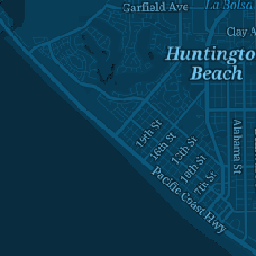 Garfield Ave
La Bolsa
Clay A
Huntington
Beach
19th St
16th St
13th St
10th St
7th St
Alabama St
Pacific Coast Hwy